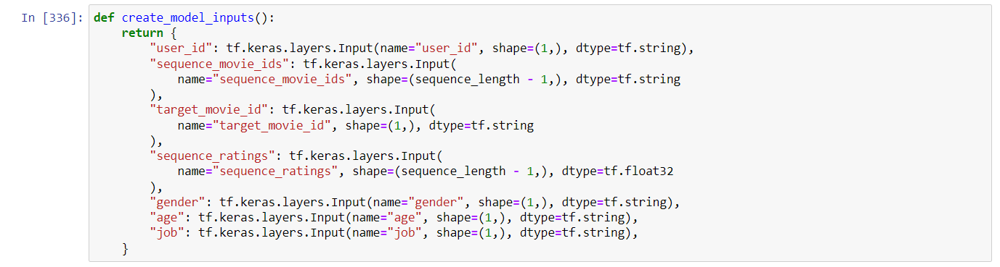 In [336]: def create_model_inputs():
    return {
        "user_id": tf.keras.layers.Input(name="user_id", shape=(1,), dtype=tf.string),
        "sequence_movie_ids": tf.keras.layers.Input(
            name="sequence_movie_ids", shape=(sequence_length - 1,), dtype=tf.string
        ),
        "target_movie_id": tf.keras.layers.Input(
            name="target_movie_id", shape=(1,), dtype=tf.string
        ),
        "sequence_ratings": tf.keras.layers.Input(
            name="sequence_ratings", shape=(sequence_length - 1,), dtype=tf.float32
        ),
        "gender": tf.keras.layers.Input(name="gender", shape=(1,), dtype=tf.string),
        "age": tf.keras.layers.Input(name="age", shape=(1,), dtype=tf.string),
        "job": tf.keras.layers.Input(name="job", shape=(1,), dtype=tf.string),
    }